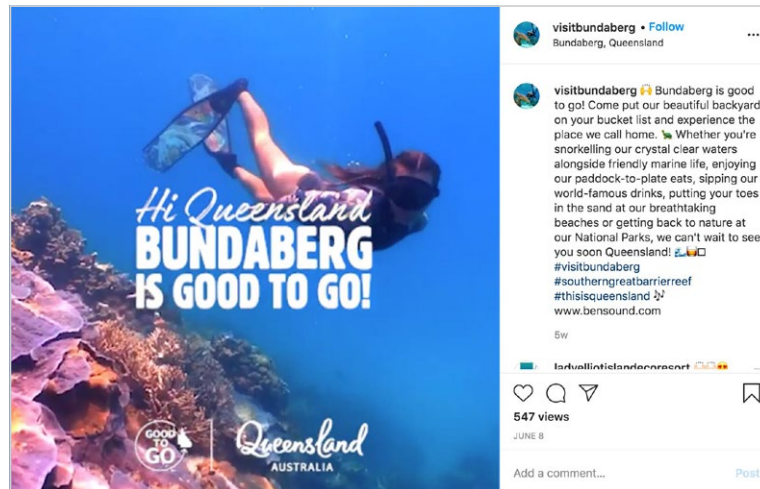 Hi Queensland
BUNDABERG
IS GOOD TO GO!
GOOD
TO
GO
Queensland
AUSTRALIA
visitbundaberg • Follow
Bundaberg, Queensland
visitbundaberg 🙌 Bundaberg is good
to go! Come put our beautiful backyard
on your bucket list and experience the
place we call home. 🐢 Whether you're
snorkelling our crystal clear waters
alongside friendly marine life, enjoying
our paddock-to-plate eats, sipping our
world-famous drinks, putting your toes
in the sand at our breathtaking
beaches or getting back to nature at
our National Parks, we can't wait to see
you soon Queensland! 🌊🥃□
#visitbundaberg
#southerngreatbarrierreef
#thisisqueensland 🎶
www.bensound.com
5w
ladyelliotislandecoresort 🙌🏻🙌🏻😍
547 views
JUNE 8
Add a comment...
Post